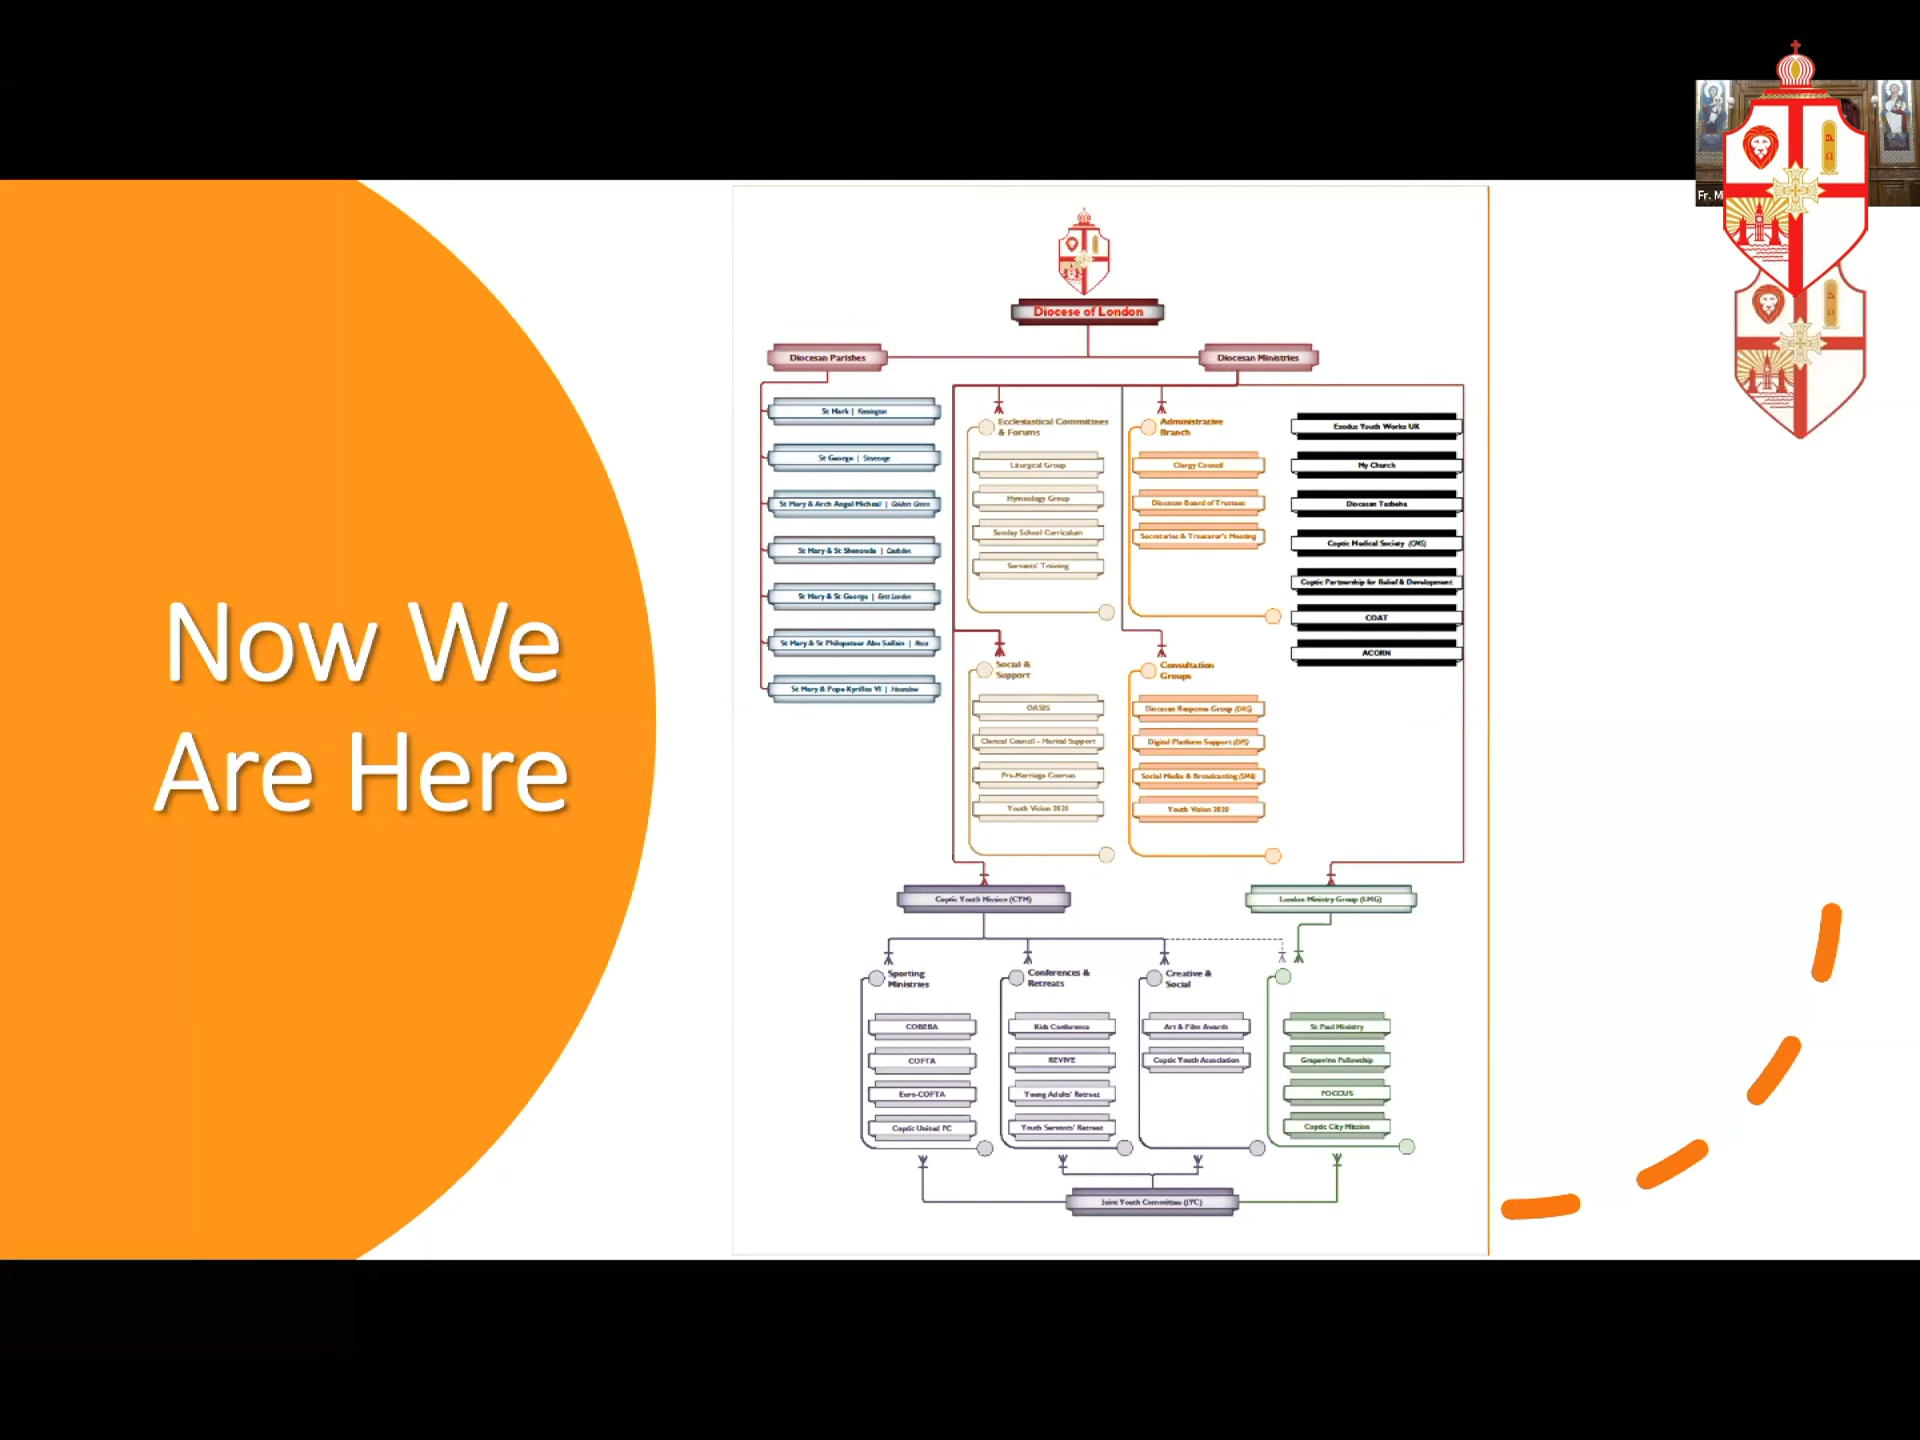 Fr. M
Now We
Are Here
Diocese of London
Diocesan Parishes
Diocesan Ministries
St Mark | Kensington
St George | Stevenage
St Mary & Arch Angel Micheal | Golders Green
St Mary & St Shenouda | Coulsdon
St Mary & St George | East London
St Mary & St Philopateer Abu Saifain |
St Mary & Pope Kyrillos VI | Hounslow
Ecclesiastical Committees
& Forums
Liturgical Group
Hymnology Group
Sunday School Curriculum
Servants' Training
Administrative
Branch
Clergy Council
Diocesan Board of Trustees
Secretaries & Treasurer's Meeting
Exodus Youth Works UK
My Church
Diocesan Tasbeha
Coptic Medical Society (CMS)
Coptic Partnership for Relief & Development
COAT
ACORN
Social &
Support
OASIS
Clerical Council – Marital Support
Pre-Marriage Courses
Youth Vision 2020
Consultation
Groups
Diocesan Response Group (DRG)
Digital Platform Support (DPS)
Social Media & Broadcasting (SMB)
Youth Vision 2020
Coptic Youth Mission (CYM)
London Ministry Group (LMG)
Sporting
Ministries
COBEBA
COFTA
Euro-COFTA
Coptic United FC
Conferences &
Retreats
Kids Conference
REVIVE
Young Adults' Retreat
Youth Servants' Retreat
Creative &
Social
Art & Film Awards
Coptic Youth Association
St Paul Ministry
Grapevine Fellowship
FOCCUS
Coptic City Mission
Joint Youth Committee (JYC)